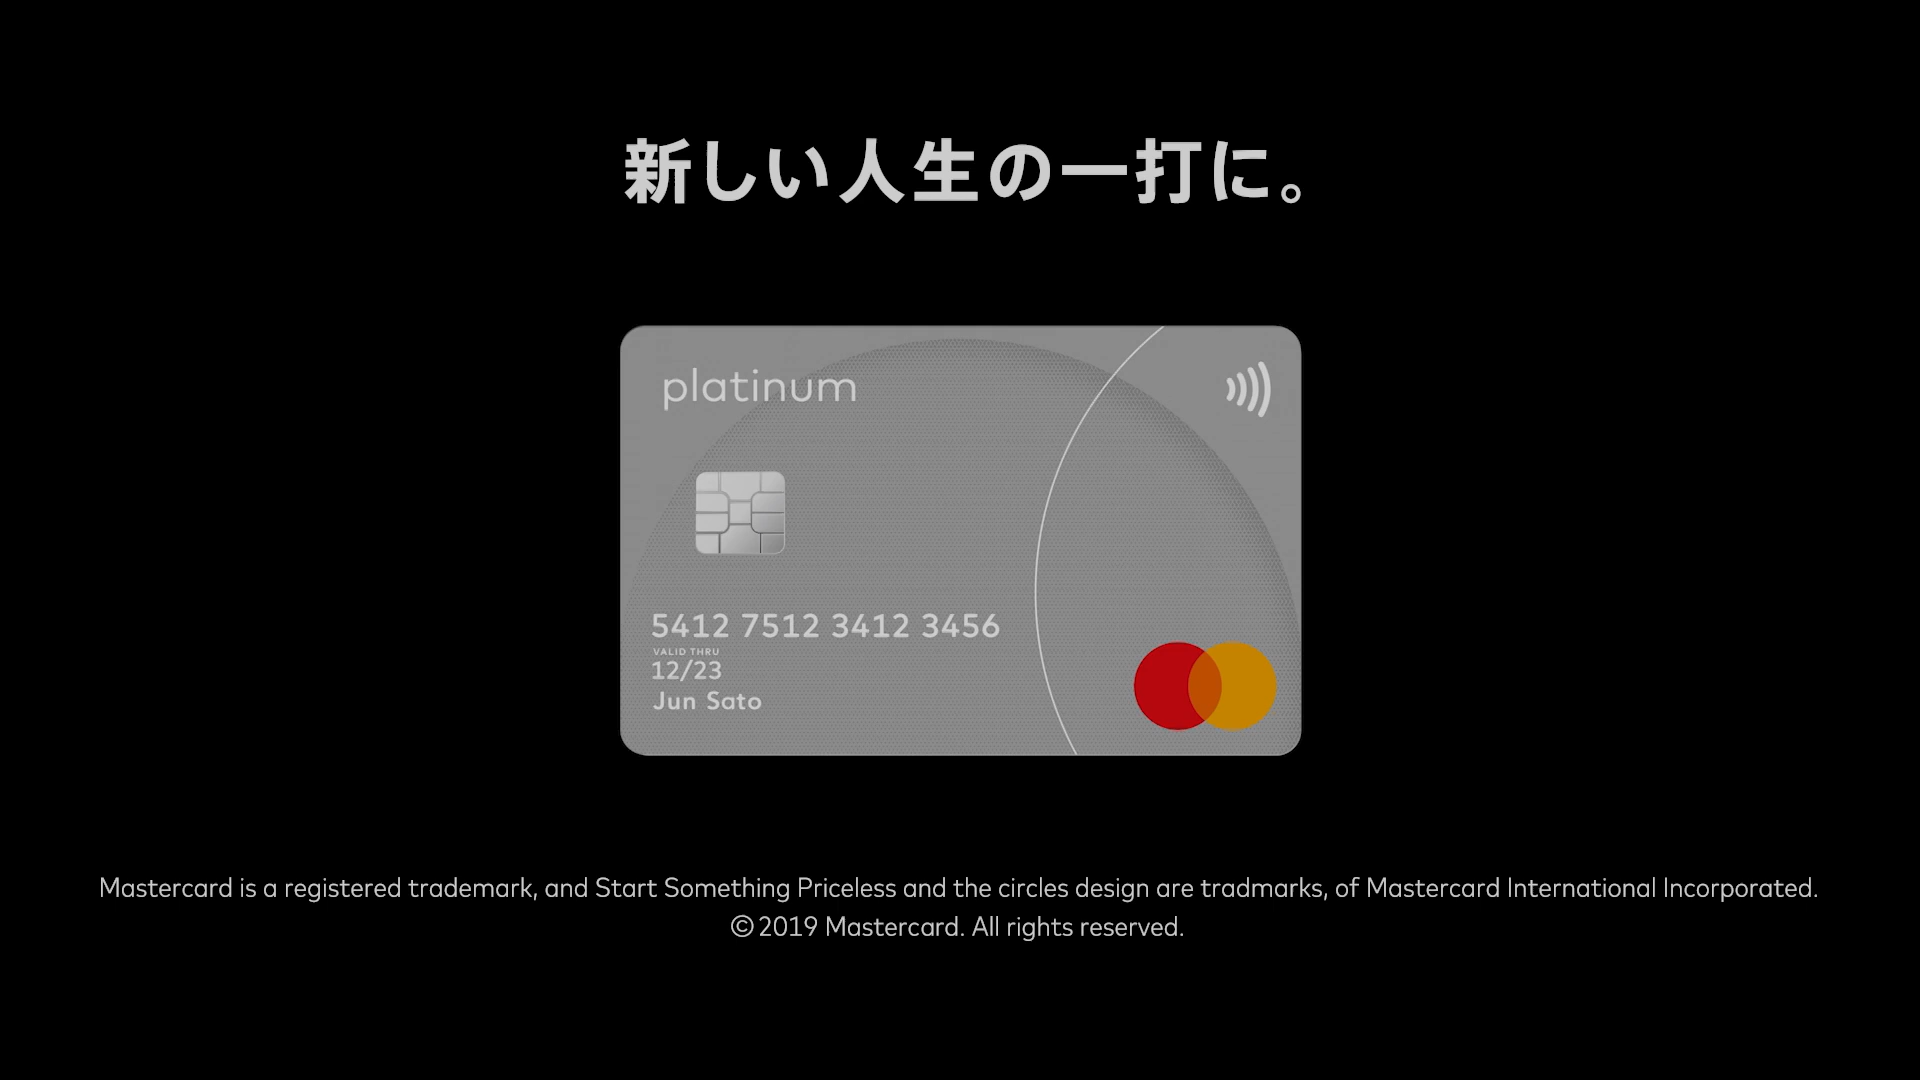 新しい人生の一打に。
platinum
5412 7512 3412 3456
VALID THRU
12/23
Jun Sato
Mastercard is a registered trademark, and Start Something Priceless and the circles design are tradmarks, of Mastercard International Incorporated.
© 2019 Mastercard. All rights reserved.